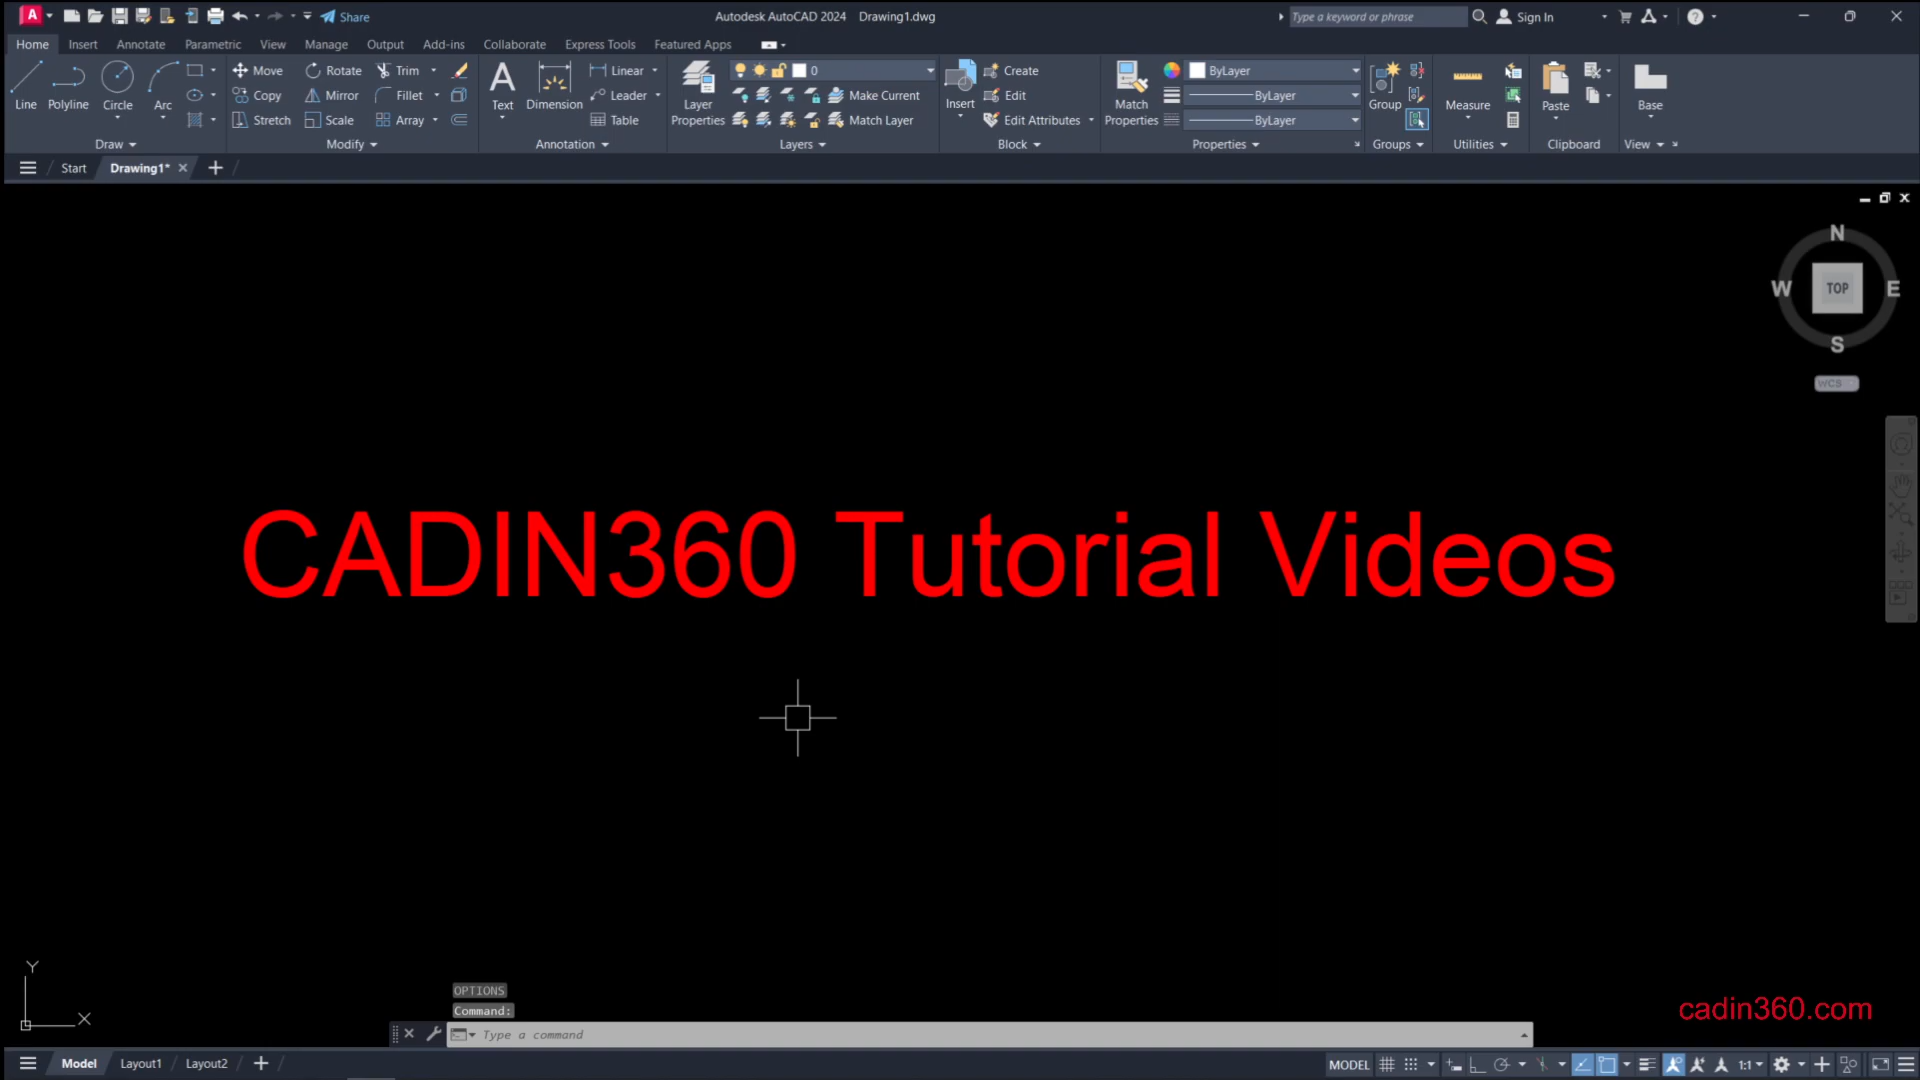 Share
Autodesk AutoCAD 2024 Drawing1.dwg
Type a keyword or phrase
Sign In
Home Insert Annotate Parametric View Manage Output Add-ins Collaborate Express Tools Featured Apps
Line Polyline Circle Arc
Move Rotate Trim
Copy Mirror Fillet
Stretch Scale Array
Text Dimension
Linear
Leader
Table
Layer Properties
0
Make Current
Match Layer
Insert
Create
Edit
Edit Attributes
Match Properties
ByLayer
ByLayer
ByLayer
Group
Measure
Paste
Base
Draw Modify Annotation Layers Block Properties Groups Utilities Clipboard View
Start Drawing1*
N
W TOP E
S
WCS
CADIN360 Tutorial Videos
Y
X
OPTIONS
Command:
Type a command
cadin360.com
Model Layout1 Layout2
MODEL 1:1